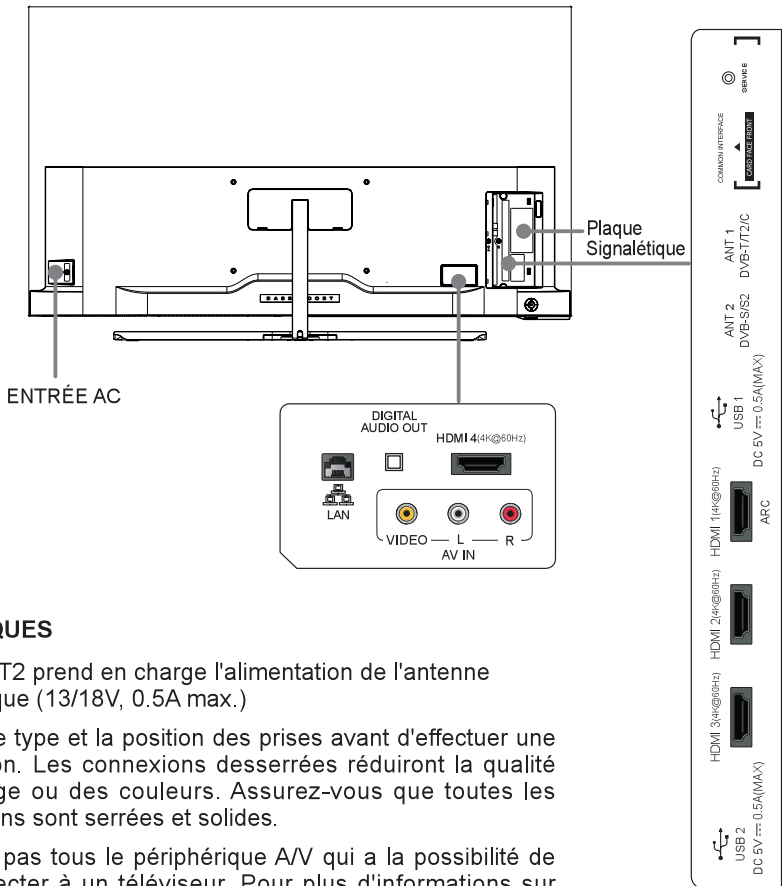 SERVICE
COMMON INTERFACE
CARD FACE FRONT
ANT 1
DVB-T/T2/C
ANT 2
DVB-S/S2
USB 1
DC 5V 0.5A(MAX)
HDMI 1(4K@60Hz)
ARC
HDMI 2(4K@60Hz)
HDMI 3(4K@60Hz)
USB 2
DC 5V 0.5A(MAX)
Plaque
Signalétique
BASS BOOST
ENTRÉE AC
DIGITAL
AUDIO OUT
HDMI 4(4K@60Hz)
LAN
VIDEO L R
AV IN
QUES
T2 prend en charge l'alimentation de l'antenne
que (13/18V, 0.5A max.)
e type et la position des prises avant d'effectuer une
on. Les connexions desserrées réduiront la qualité
ge ou des couleurs. Assurez-vous que toutes les
ns sont serrées et solides.
pas tous le périphérique A/V qui a la possibilité de
ecter à un téléviseur. Pour plus d'informations sur